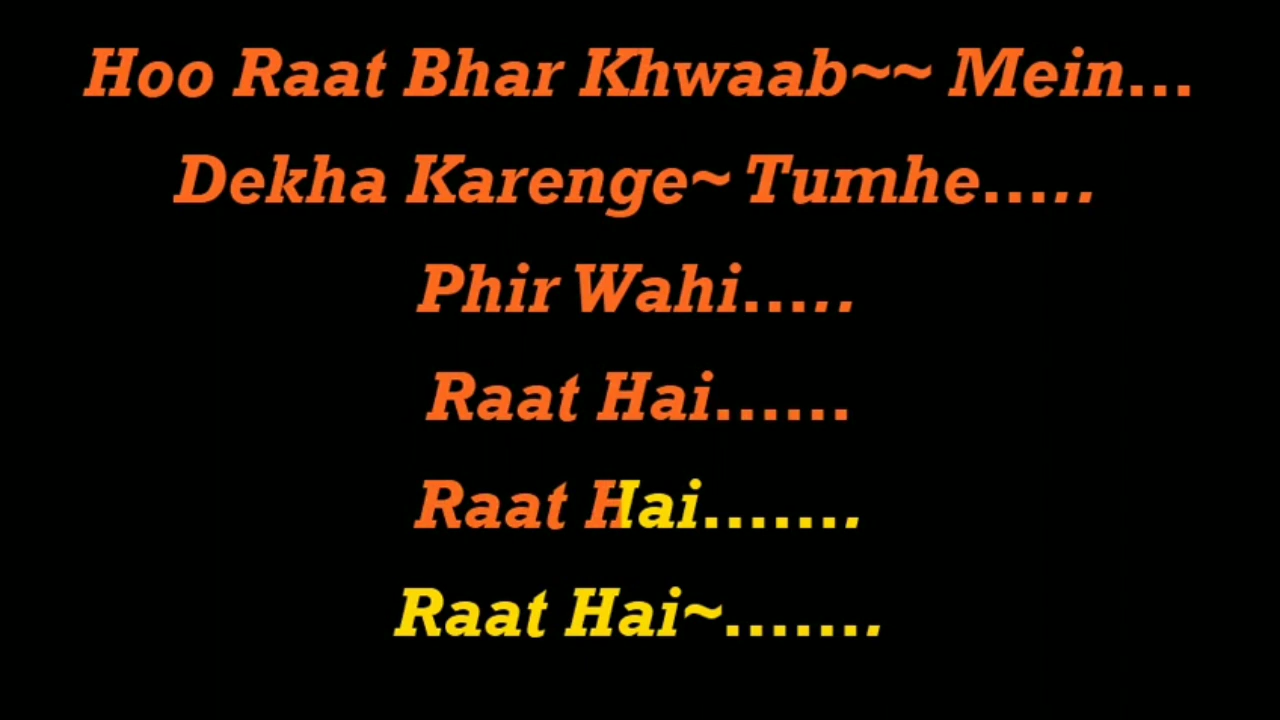 Hoo Raat Bhar Khwaab~~ Mein...
Dekha Karenge~ Tumhe.....
Phir Wahi.....
Raat Hai......
Raat Hai.......
Raat Hai~.......